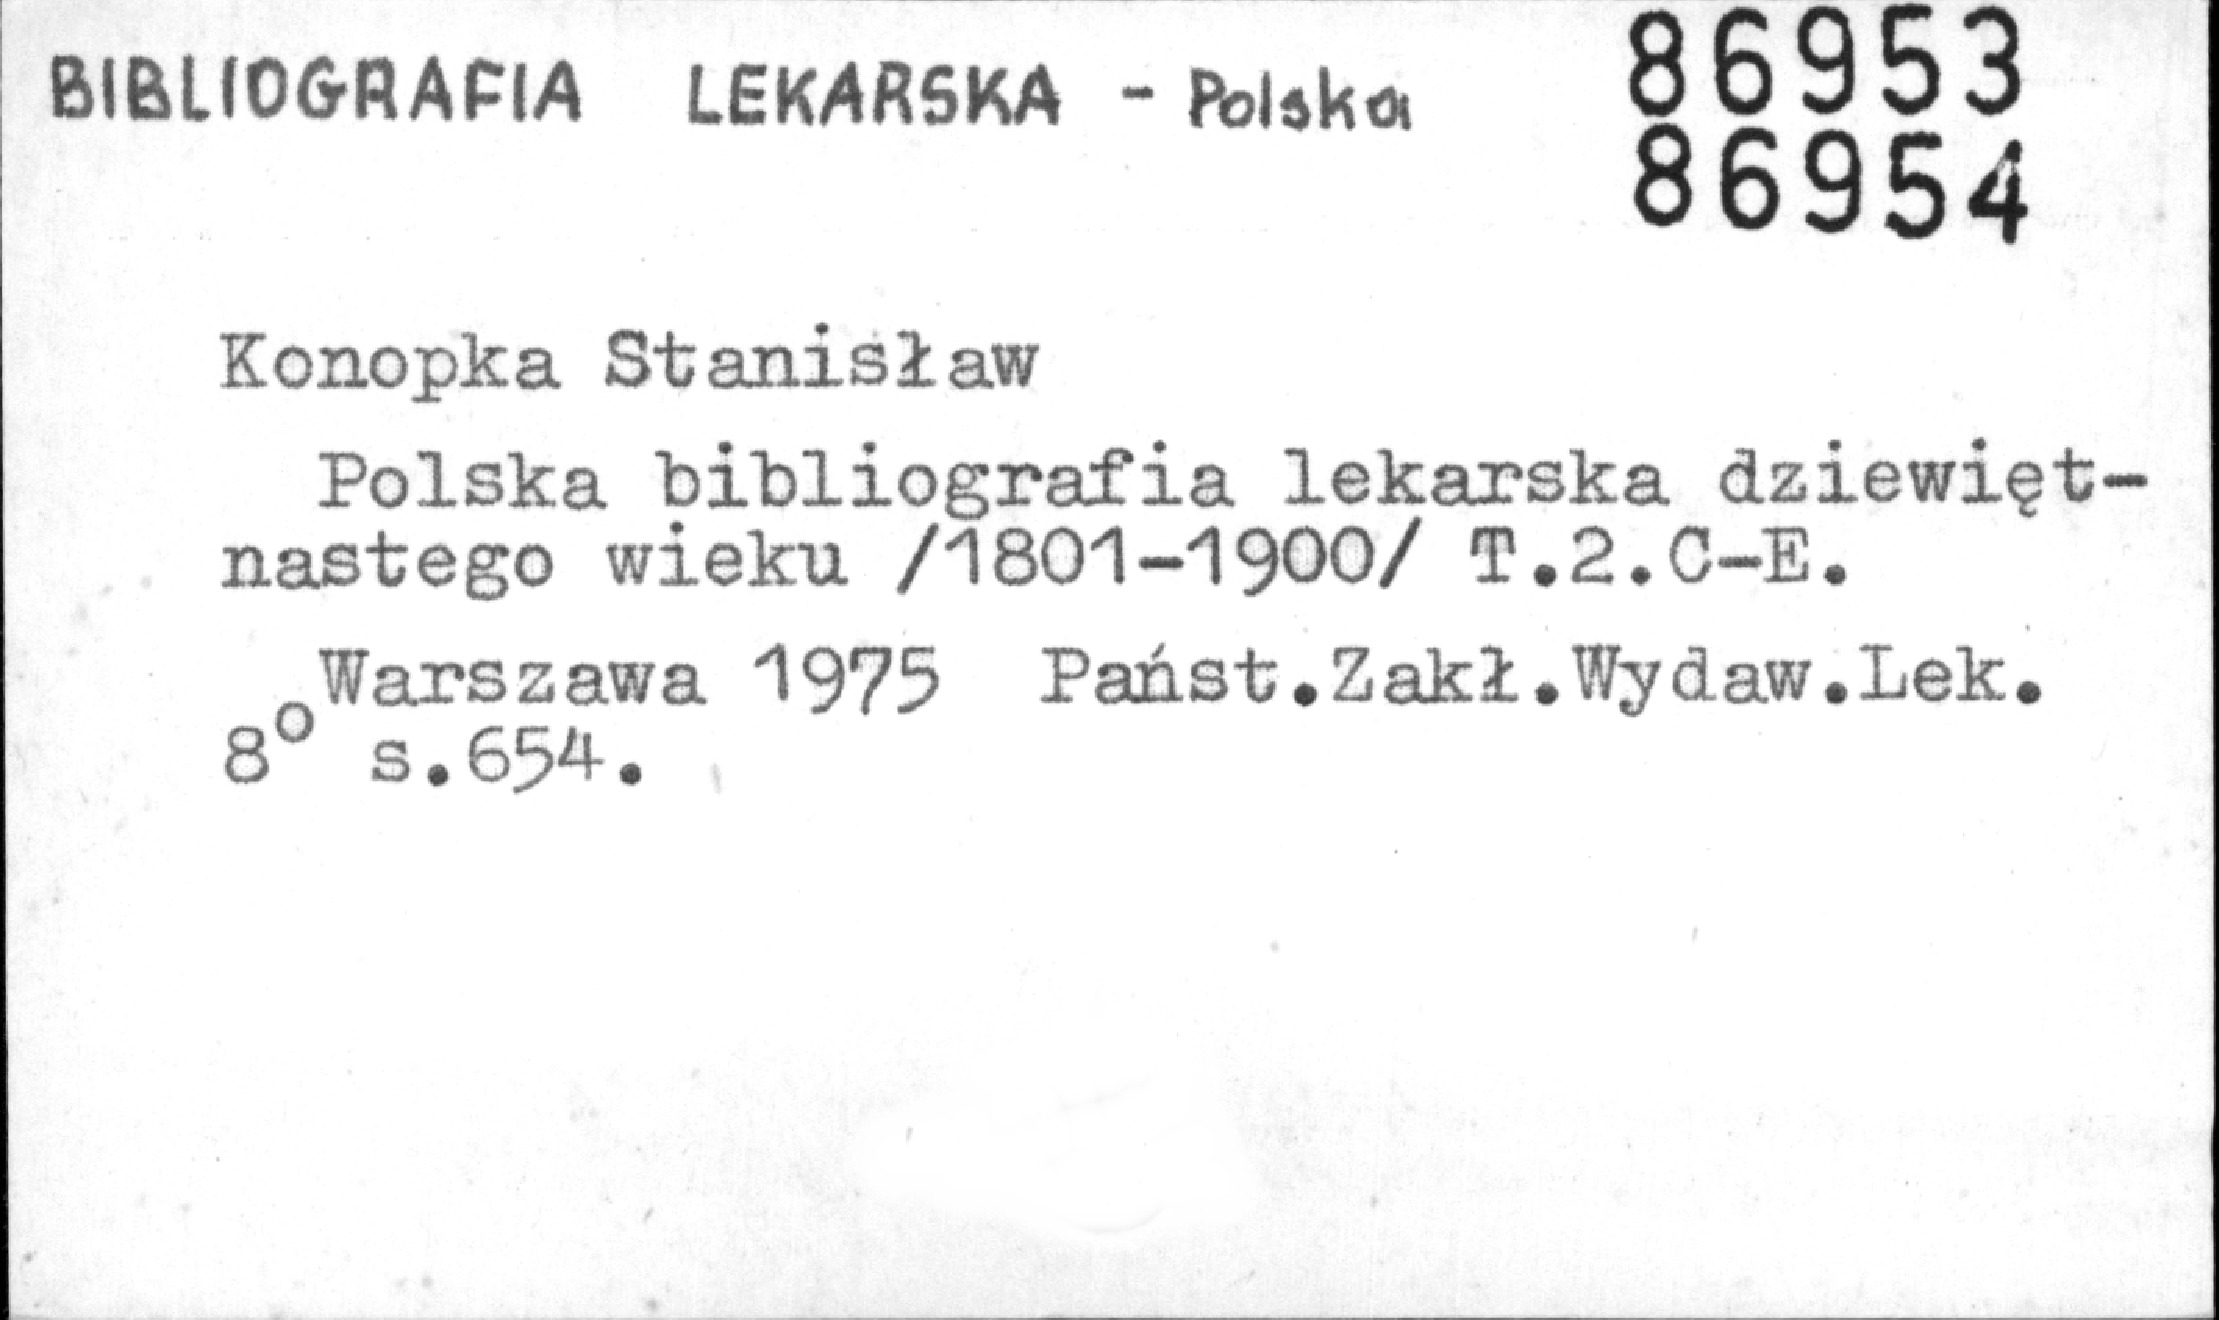 BIBLIOGRAFIA LEKARSKA - Polska
86953
86954
Konopka Stanisław
Polska bibliografia lekarska dziewięt-
nastego wieku /1801-1900/ T.2.C-E.
Warszawa 1975 Państ.Zakł.Wydaw.Lek.
8° s.654.